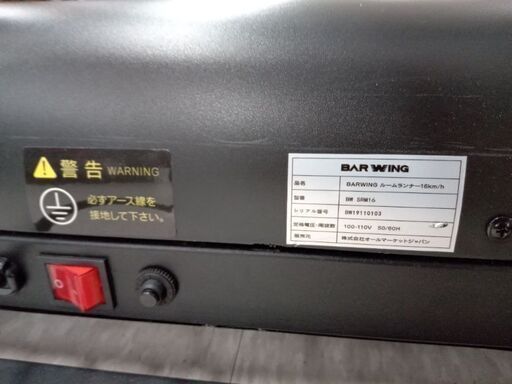 警告 WARNING
必ずアース線を
接地して下さい。
BARWING
品名 BARWING ルームランナー16km/h
型番 BW SRM16
シリアル番号 BW19110103
定格電圧・周波数 100-110V 50/60H
販売元 株式会社オールマーケットジャパン